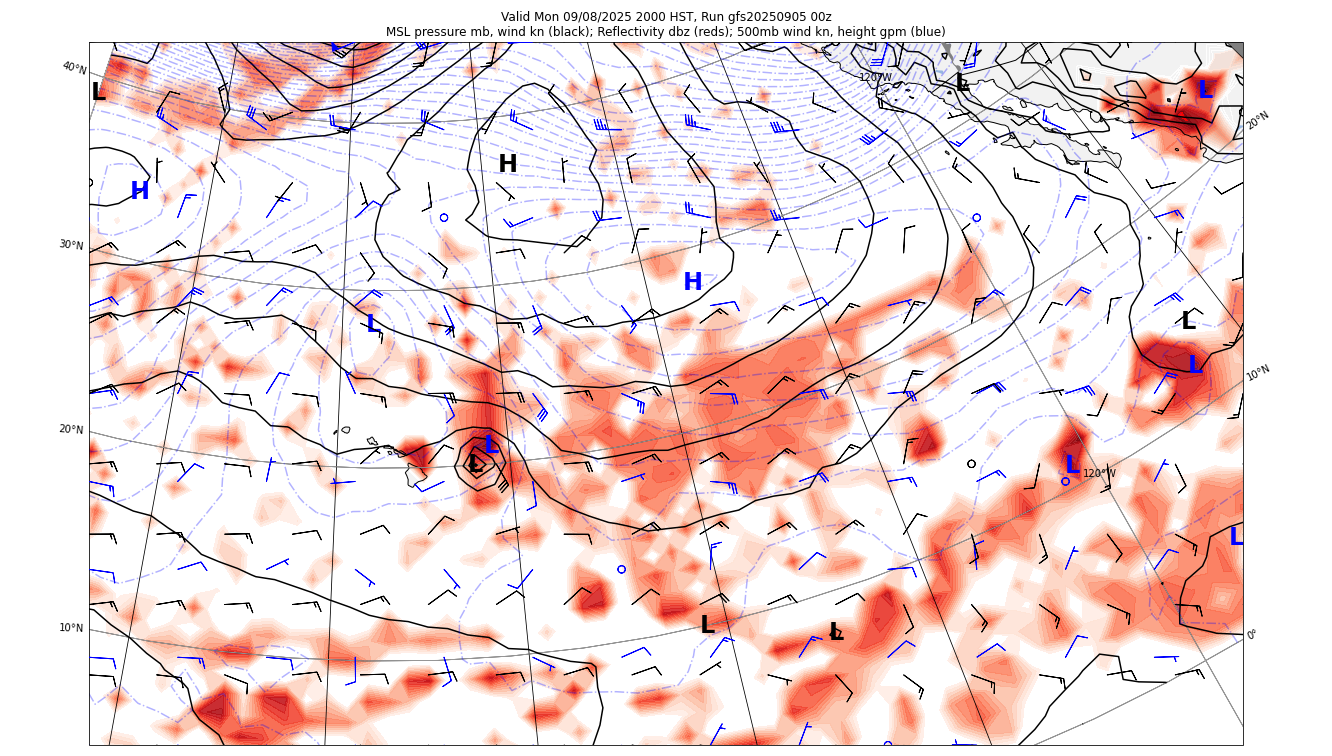 Valid Mon 09/08/2025 2000 HST, Run gfs20250905 00z
MSL pressure mb, wind kn (black); Reflectivity dbz (reds); 500mb wind kn, height gpm (blue)
40°N
120°W
L
L
L
20°N
H
H
30°N
H
L
L
L
10°N
20°N
L
L
L
120°W
L
10°N
L
L
0°